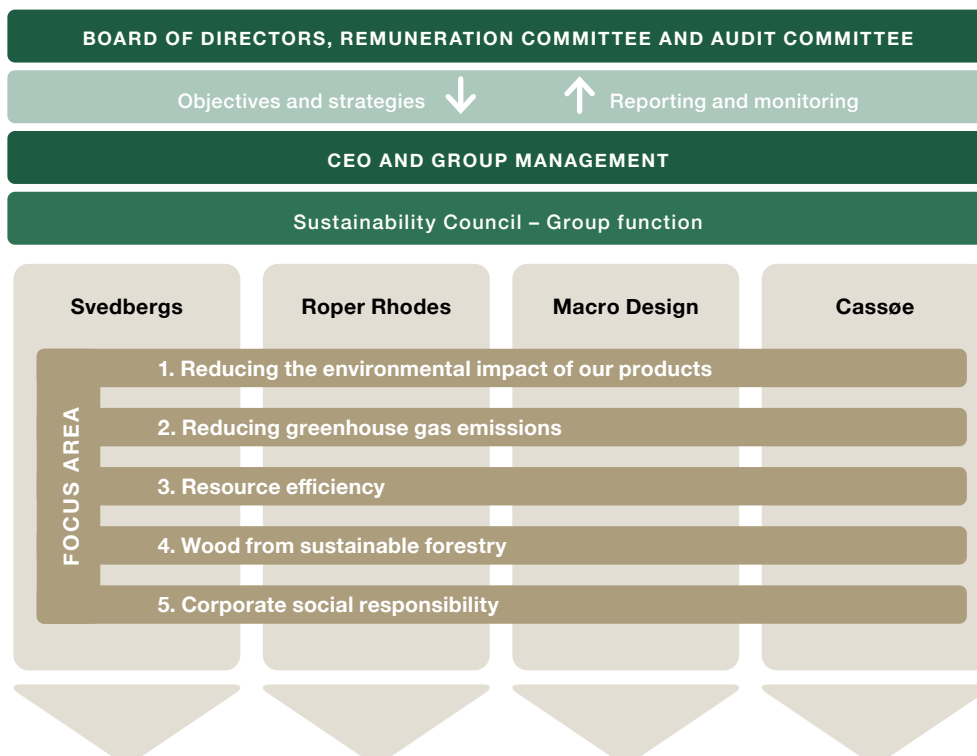 BOARD OF DIRECTORS, REMUNERATION COMMITTEE AND AUDIT COMMITTEE
Objectives and strategies
Reporting and monitoring
CEO AND GROUP MANAGEMENT
Sustainability Council – Group function
Svedbergs
Roper Rhodes
Macro Design
Cassøe
FOCUS AREA
1. Reducing the environmental impact of our products
2. Reducing greenhouse gas emissions
3. Resource efficiency
4. Wood from sustainable forestry
5. Corporate social responsibility